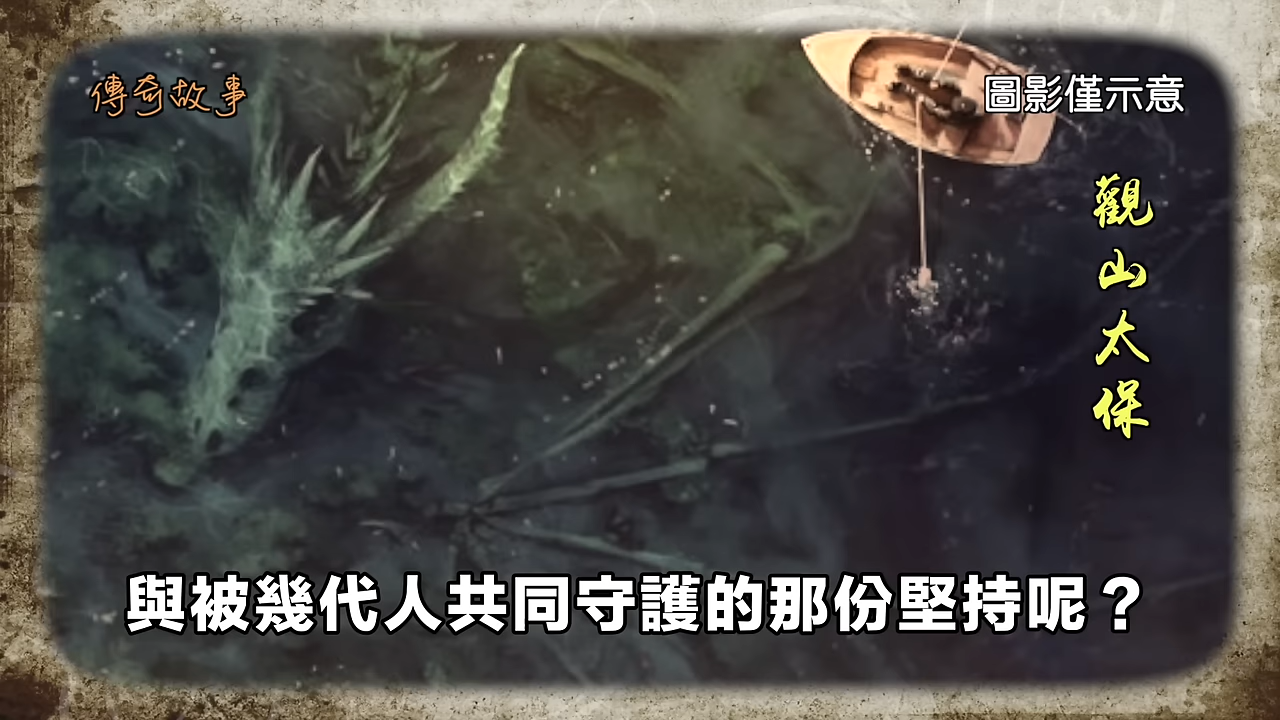 傳奇故事
圖影僅示意
觀山太保
與被幾代人共同守護的那份堅持呢？